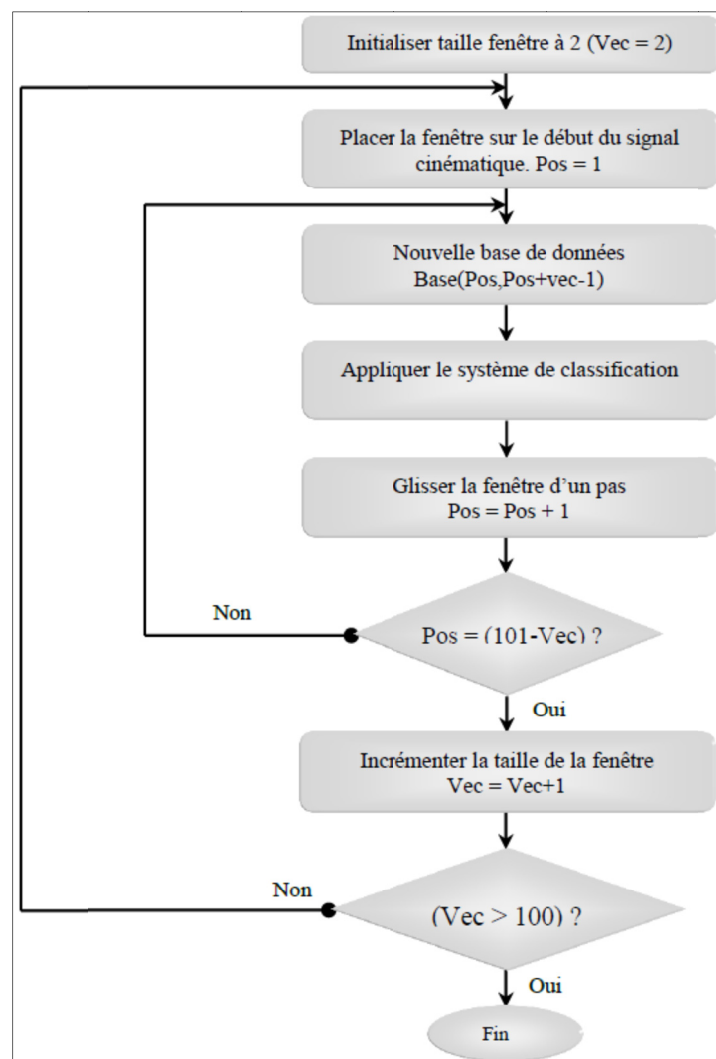 Initialiser taille fenêtre à 2 (Vec = 2)
Placer la fenêtre sur le début du signal
cinématique. Pos = 1
Nouvelle base de données
Base(Pos,Pos+vec-1)
Appliquer le système de classification
Glisser la fenêtre d’un pas
Pos = Pos + 1
Non
Pos = (101-Vec) ?
Oui
Incrémenter la taille de la fenêtre
Vec = Vec+1
Non
(Vec > 100) ?
Oui
Fin